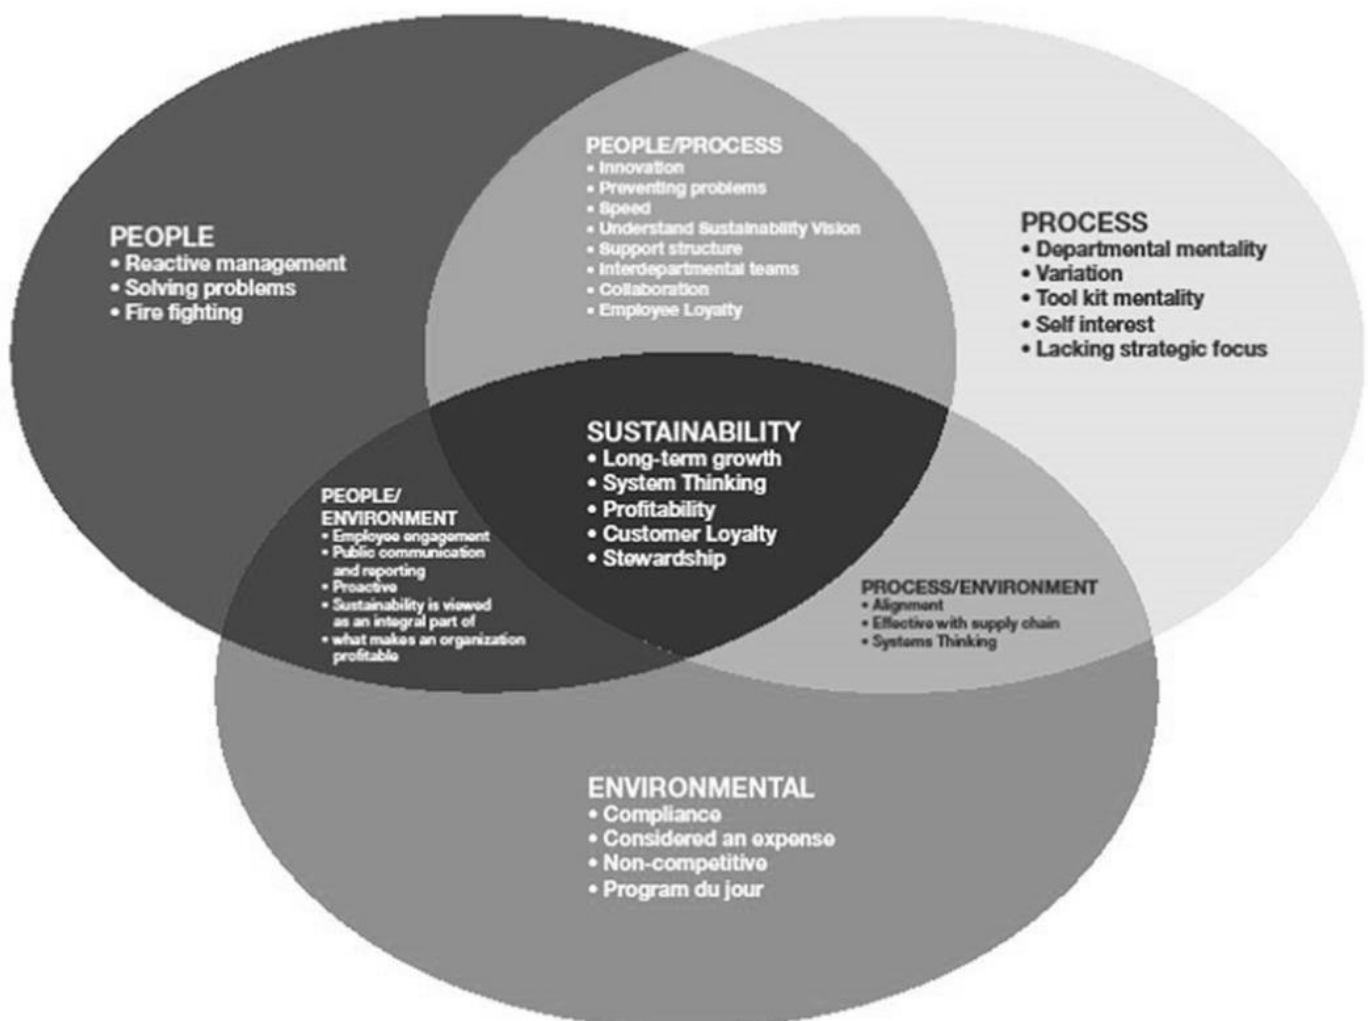 PEOPLE/PROCESS
• Innovation
• Preventing problems
• Speed
• Understand Sustainability Vision
• Support structure
• Interdepartmental teams
• Collaboration
• Employee Loyalty
PEOPLE
• Reactive management
• Solving problems
• Fire fighting
PROCESS
• Departmental mentality
• Variation
• Tool kit mentality
• Self interest
• Lacking strategic focus
SUSTAINABILITY
• Long-term growth
• System Thinking
• Profitability
• Customer Loyalty
• Stewardship
PEOPLE/
ENVIRONMENT
• Employee engagement
• Public communication
and reporting
• Proactive
• Sustainability is viewed
as an integral part of
• what makes an organization
profitable
PROCESS/ENVIRONMENT
• Alignment
• Effective with supply chain
• Systems Thinking
ENVIRONMENTAL
• Compliance
• Considered an expense
• Non-competitive
• Program du jour